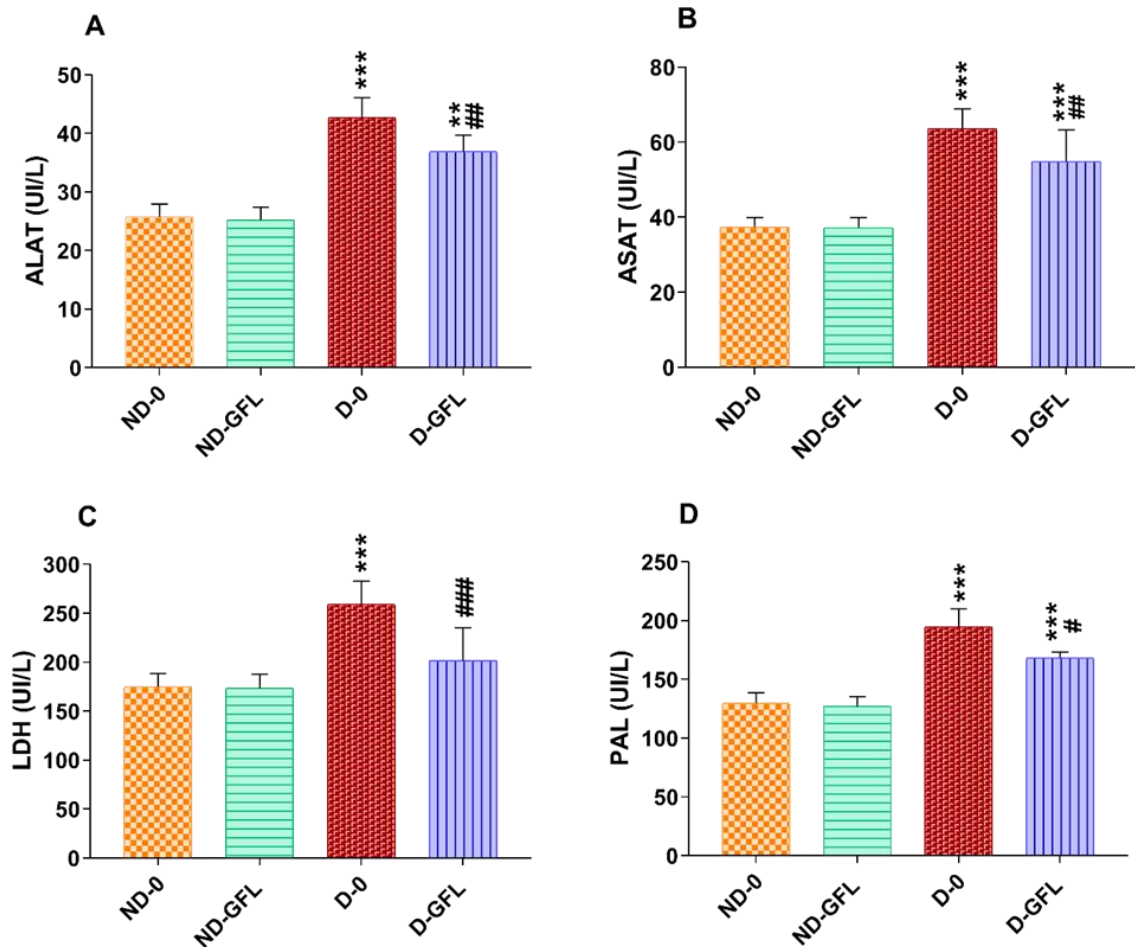 A
ALAT (UI/L)
50
40
30
20
10
0
***
**
##
ND-0
ND-GFL
D-0
D-GFL
B
ASAT (UI/L)
80
60
40
20
0
***
***
##
ND-0
ND-GFL
D-0
D-GFL
C
LDH (UI/L)
300
250
200
150
100
50
0
***
###
ND-0
ND-GFL
D-0
D-GFL
D
PAL (UI/L)
250
200
150
100
50
0
***
***
#
ND-0
ND-GFL
D-0
D-GFL